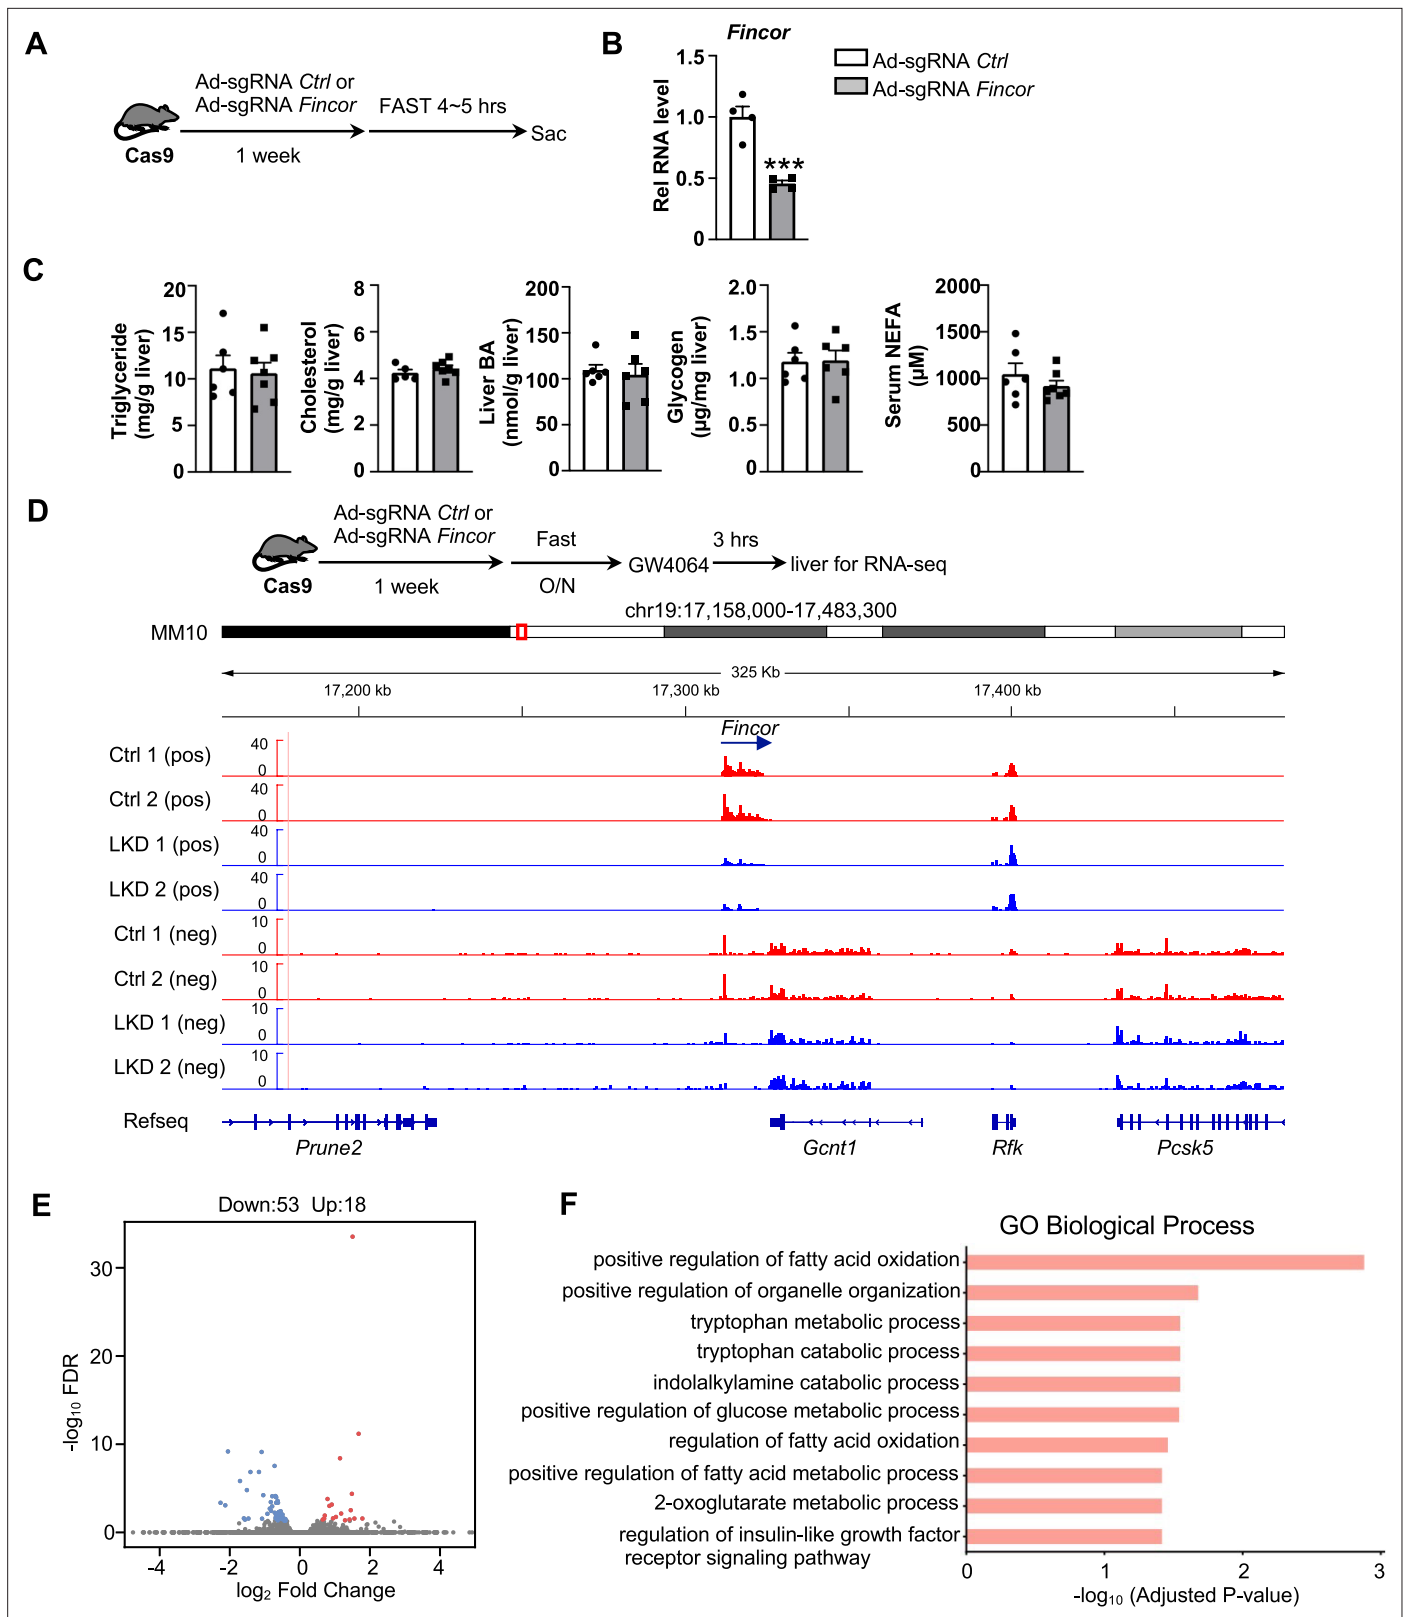 A
Ad-sgRNA Ctrl or
Ad-sgRNA Fincor
FAST 4~5 hrs
Sac
Cas9
1 week
B
Fincor
Rel RNA level
1.5
1.0
0.5
0
***
Ad-sgRNA Ctrl
Ad-sgRNA Fincor
C
Triglyceride
(mg/g liver)
20
15
10
5
0
Cholesterol
(mg/g liver)
8
6
4
2
0
Liver BA
(nmol/g liver)
200
150
100
50
0
Glycogen
(µg/mg liver)
2.0
1.5
1.0
0.5
0
Serum NEFA
(µM)
2000
1500
1000
500
0
D
Ad-sgRNA Ctrl or
Ad-sgRNA Fincor
Fast
3 hrs
GW4064
liver for RNA-seq
Cas9
1 week
O/N
chr19:17,158,000-17,483,300
MM10
325 Kb
17,200 kb
17,300 kb
17,400 kb
Fincor
Ctrl 1 (pos)
40
0
Ctrl 2 (pos)
40
0
LKD 1 (pos)
40
0
LKD 2 (pos)
40
0
Ctrl 1 (neg)
10
0
Ctrl 2 (neg)
10
0
LKD 1 (neg)
10
0
LKD 2 (neg)
10
0
Refseq
Prune2
Gcnt1
Rfk
Pcsk5
E
Down:53 Up:18
-log10 FDR
30
20
10
0
-4
-2
0
2
4
log2 Fold Change
F
GO Biological Process
positive regulation of fatty acid oxidation
positive regulation of organelle organization
tryptophan metabolic process
tryptophan catabolic process
indolalkylamine catabolic process
positive regulation of glucose metabolic process
regulation of fatty acid oxidation
positive regulation of fatty acid metabolic process
2-oxoglutarate metabolic process
regulation of insulin-like growth factor
receptor signaling pathway
0
1
2
3
-log10 (Adjusted P-value)